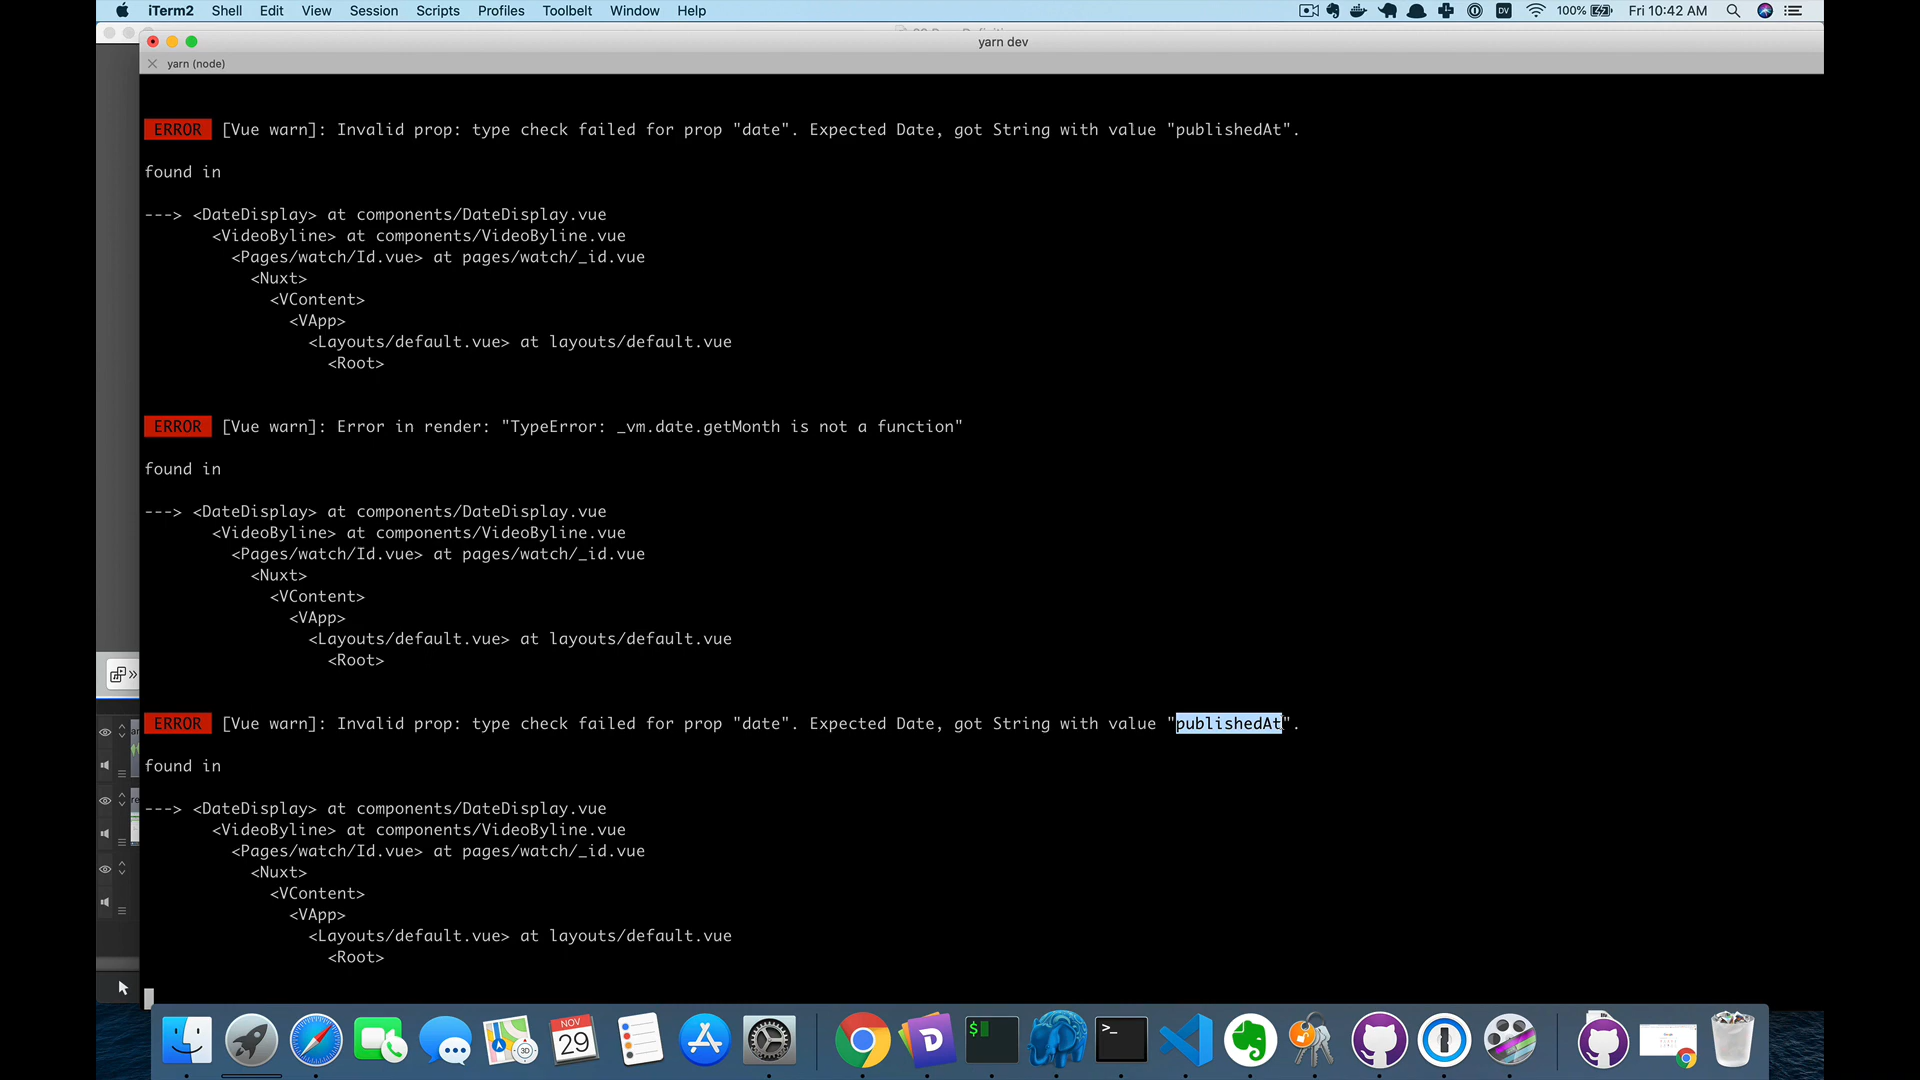 iTerm2 Shell Edit View Session Scripts Profiles Toolbelt Window Help 100% Fri 10:42 AM
yarn dev
yarn (node)
ERROR [Vue warn]: Invalid prop: type check failed for prop "date". Expected Date, got String with value "publishedAt".
found in
---> <DateDisplay> at components/DateDisplay.vue
<VideoByline> at components/VideoByline.vue
<Pages/watch/Id.vue> at pages/watch/_id.vue
<Nuxt>
<VContent>
<VApp>
<Layouts/default.vue> at layouts/default.vue
<Root>
ERROR [Vue warn]: Error in render: "TypeError: _vm.date.getMonth is not a function"
found in
---> <DateDisplay> at components/DateDisplay.vue
<VideoByline> at components/VideoByline.vue
<Pages/watch/Id.vue> at pages/watch/_id.vue
<Nuxt>
<VContent>
<VApp>
<Layouts/default.vue> at layouts/default.vue
<Root>
ERROR [Vue warn]: Invalid prop: type check failed for prop "date". Expected Date, got String with value "publishedAt".
found in
---> <DateDisplay> at components/DateDisplay.vue
<VideoByline> at components/VideoByline.vue
<Pages/watch/Id.vue> at pages/watch/_id.vue
<Nuxt>
<VContent>
<VApp>
<Layouts/default.vue> at layouts/default.vue
<Root>
NOV
29
3D
D
$
>_